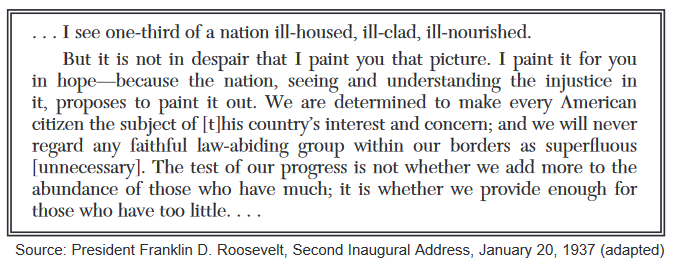 . . . I see one-third of a nation ill-housed, ill-clad, ill-nourished.
But it is not in despair that I paint you that picture. I paint it for you
in hope—because the nation, seeing and understanding the injustice in
it, proposes to paint it out. We are determined to make every American
citizen the subject of [t]his country's interest and concern; and we will never
regard any faithful law-abiding group within our borders as superfluous
[unnecessary]. The test of our progress is not whether we add more to the
abundance of those who have much; it is whether we provide enough for
those who have too little. . . .
Source: President Franklin D. Roosevelt, Second Inaugural Address, January 20, 1937 (adapted)